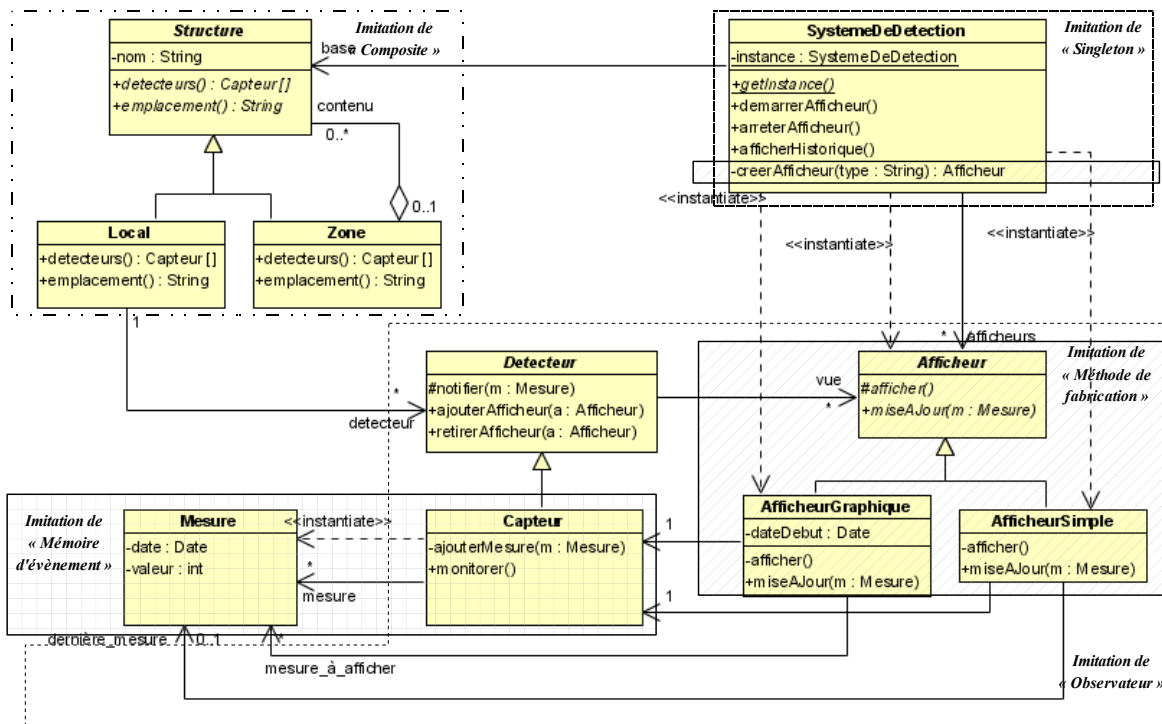 Structure
-nom : String
+detecteurs() : Capteur[]
+emplacement() : String
Imitation de
« Composite »
base
contenu
0..*
0..1
SystemeDeDetection
-instance : SystemeDeDetection
+getInstance()
+demarrerAfficheur()
+arreterAfficheur()
+afficherHistorique()
-creerAfficheur(type : String) : Afficheur
Imitation de
« Singleton »
<<instantiate>>
<<instantiate>>
<<instantiate>>
Local
+detecteurs() : Capteur[]
+emplacement() : String
Zone
+detecteurs() : Capteur[]
+emplacement() : String
1
*
detecteur
Detecteur
#notifier(m : Mesure)
+ajouterAfficheur(a : Afficheur)
+retirerAfficheur(a : Afficheur)
vue
*
* afficheurs
Afficheur
#afficher()
+miseAJour(m : Mesure)
Imitation de
« Méthode de
fabrication »
Imitation de
« Mémoire
d'évènement »
Mesure
-date : Date
-valeur : int
<<instantiate>>
*
mesure
Capteur
-ajouterMesure(m : Mesure)
+monitorer()
1
1
AfficheurGraphique
-dateDebut : Date
-afficher()
+miseAJour(m : Mesure)
AfficheurSimple
-afficher()
+miseAJour(m : Mesure)
dernière_mesure
0..1
*
mesure_à_afficher
Imitation de
« Observateur »